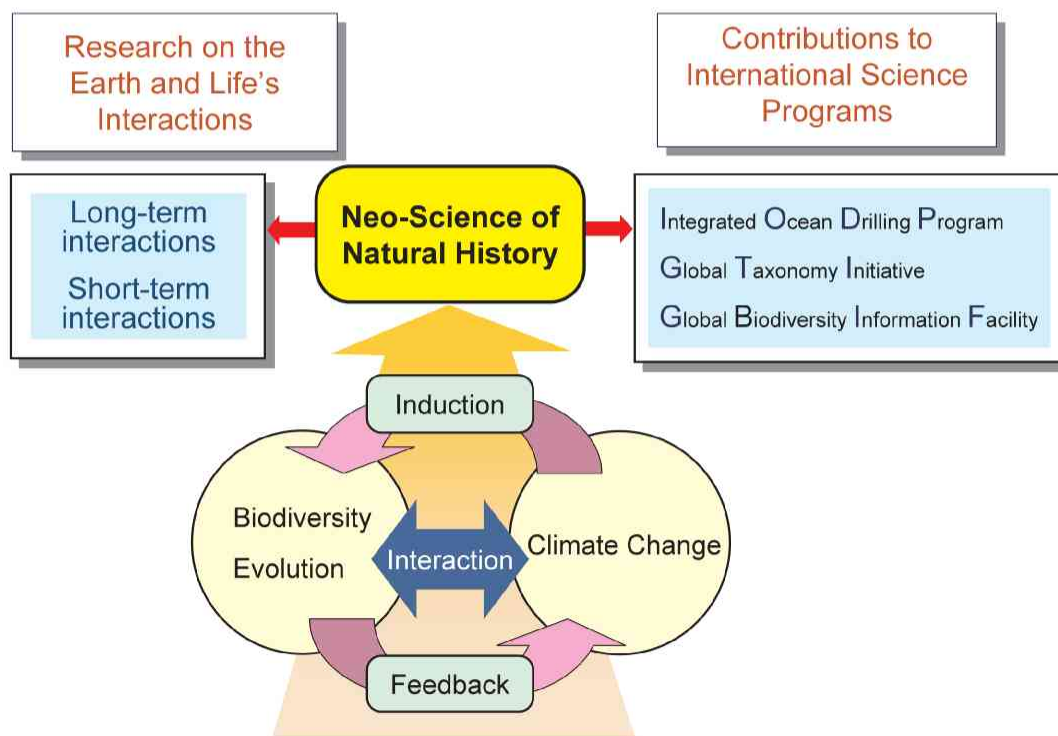 Research on the
Earth and Life's
Interactions
Contributions to
International Science
Programs
Long-term
interactions
Short-term
interactions
Neo-Science of
Natural History
Integrated Ocean Drilling Program
Global Taxonomy Initiative
Global Biodiversity Information Facility
Induction
Biodiversity
Evolution
Interaction
Climate Change
Feedback